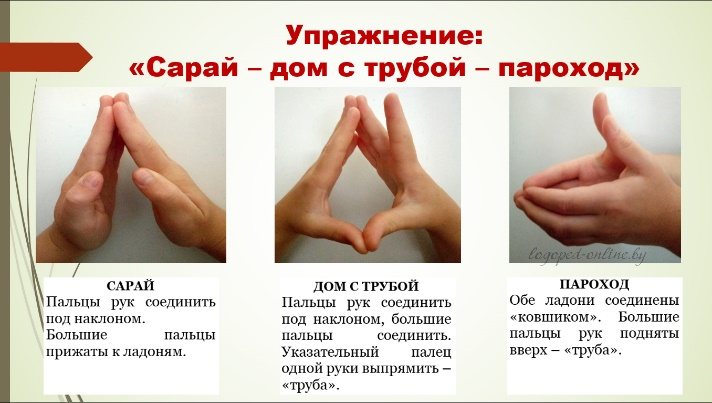 Упражнение:
«Сарай – дом с трубой – пароход»
logoped-online.by
САРАЙ
Пальцы рук соединить
под наклоном.
Большие пальцы
прижаты к ладоням.
ДОМ С ТРУБОЙ
Пальцы рук соединить
под наклоном, большие
пальцы соединить.
Указательный палец
одной руки выпрямить –
«труба».
ПАРОХОД
Обе ладони соединены
«ковшиком». Большие
пальцы рук подняты
вверх – «труба».